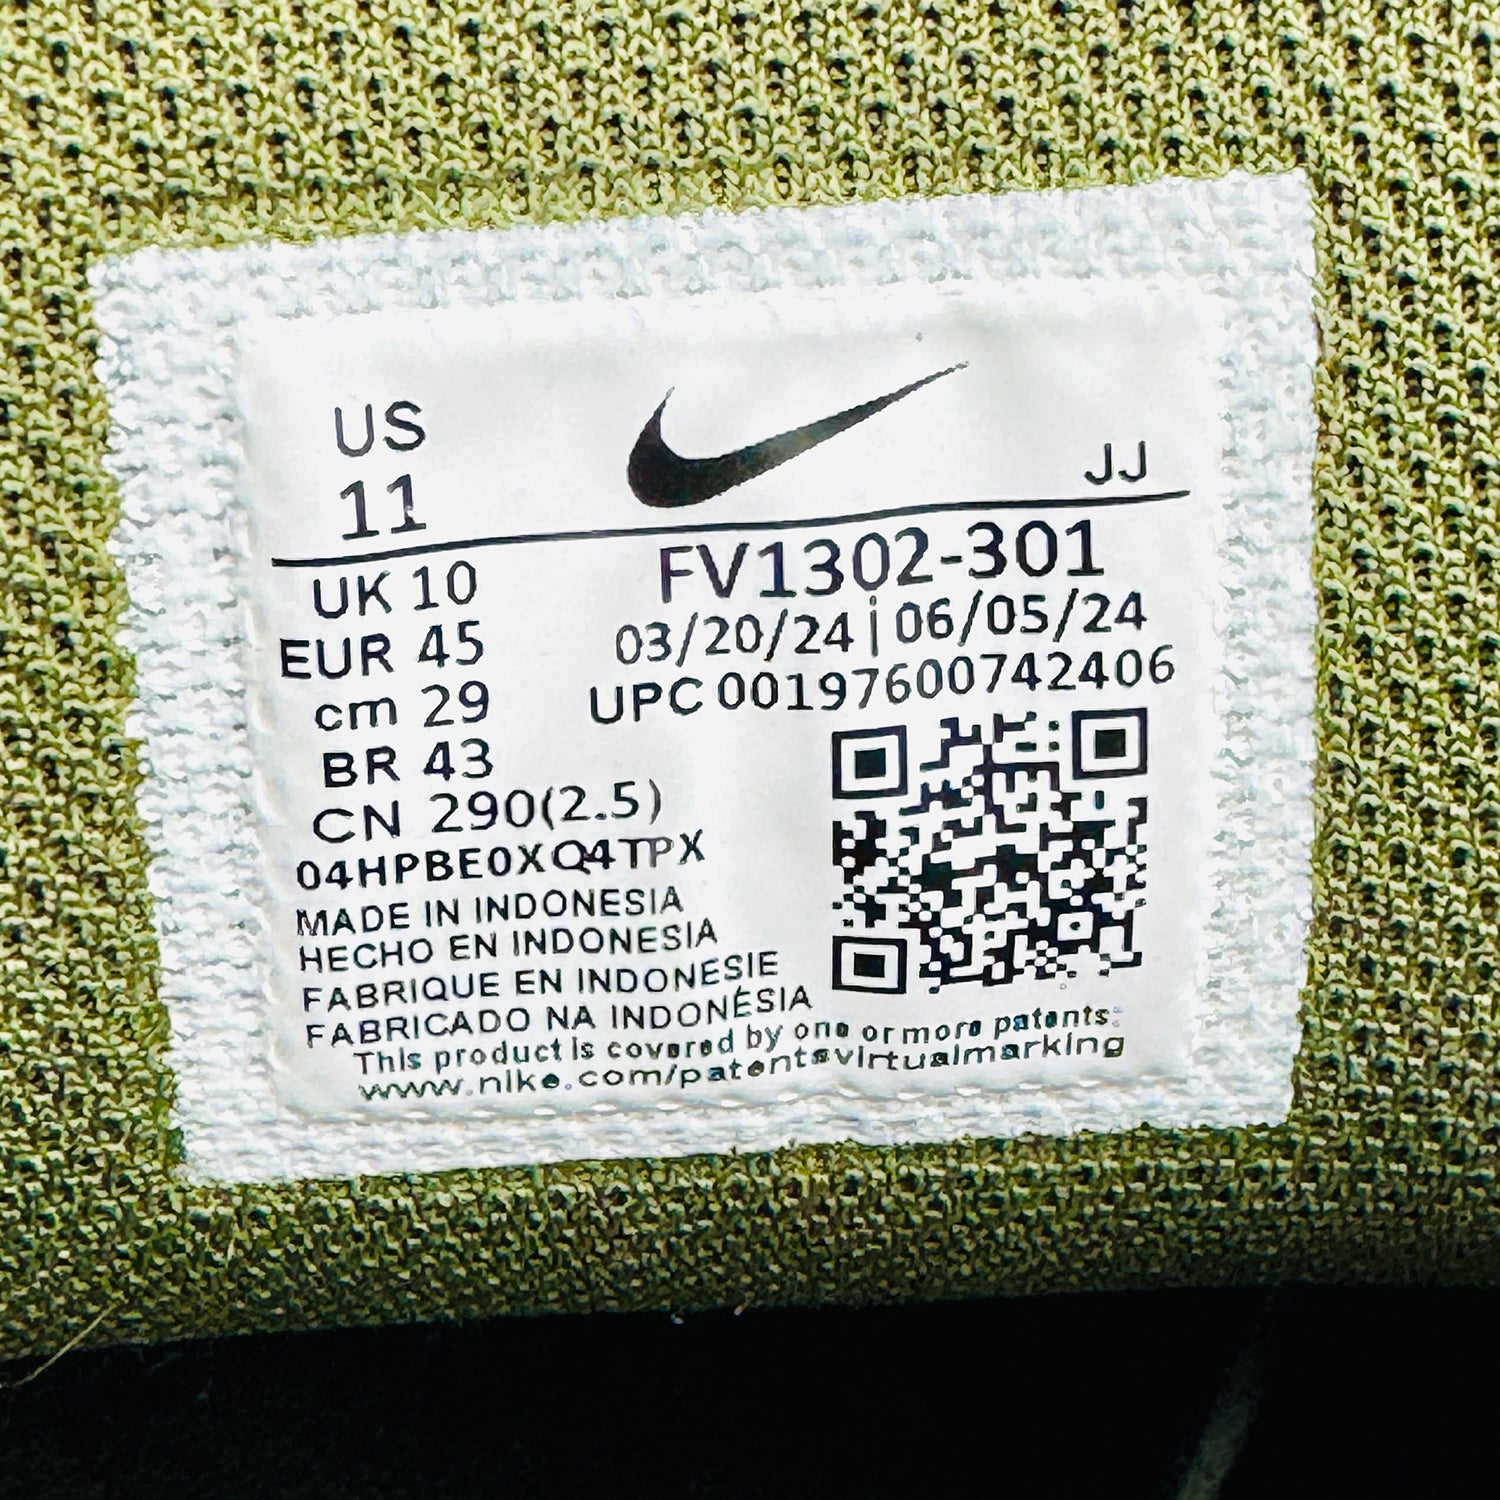 US
11
JJ
UK 10
EUR 45
cm 29
BR 43
CN 290(2.5)
FV1302-301
03/20/24 | 06/05/24
UPC 00197600742406
04HPBE0XQ4TPX
MADE IN INDONESIA
HECHO EN INDONESIA
FABRIQUE EN INDONESIE
FABRICADO NA INDONÉSIA
This product is covered by one or more patents:
www.nike.com/patentsvirtualmarking